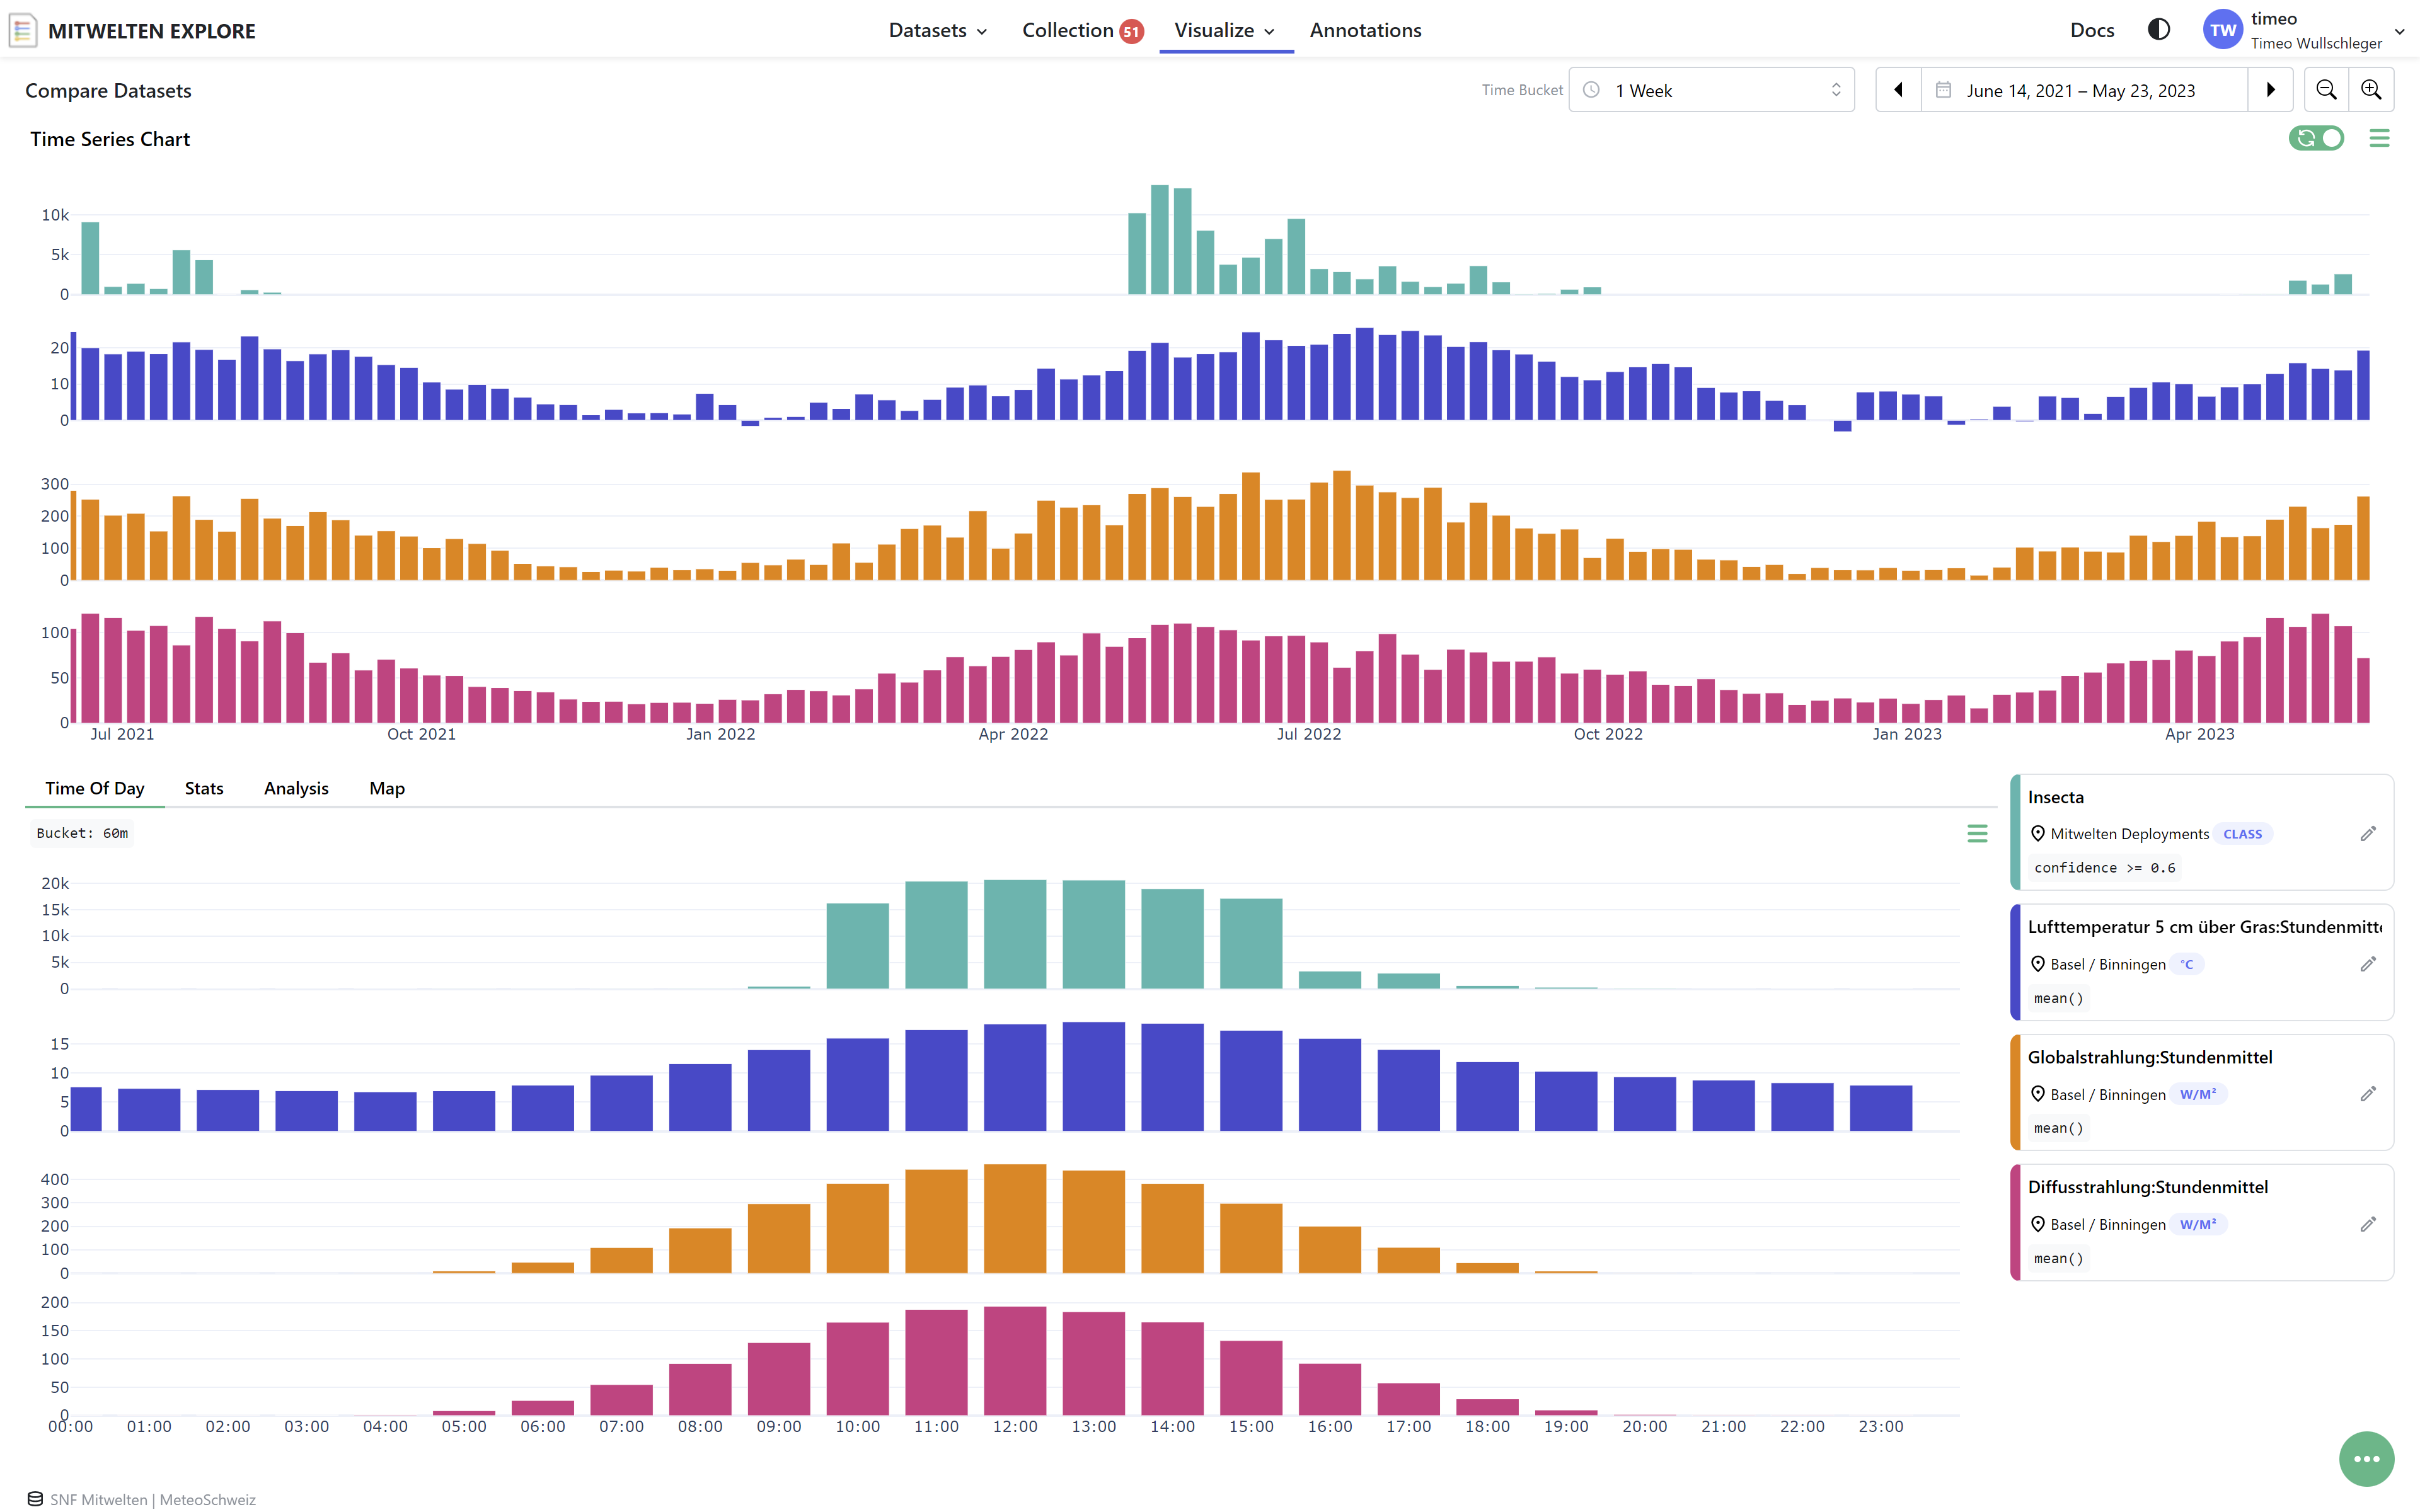 MITWELTEN EXPLORE
Datasets
Collection 51
Visualize
Annotations
Docs
TW
timeo
Timeo Wullschleger
Compare Datasets
Time Bucket
1 Week
June 14, 2021 – May 23, 2023
Time Series Chart
10k
5k
0
20
10
0
300
200
100
0
100
50
0
Jul 2021 Oct 2021 Jan 2022 Apr 2022 Jul 2022 Oct 2022 Jan 2023 Apr 2023
Time Of Day Stats Analysis Map
Bucket: 60m
20k
15k
10k
5k
0
15
10
5
0
400
300
200
100
0
200
150
100
50
0
00:00 01:00 02:00 03:00 04:00 05:00 06:00 07:00 08:00 09:00 10:00 11:00 12:00 13:00 14:00 15:00 16:00 17:00 18:00 19:00 20:00 21:00 22:00 23:00
Insecta
Mitwelten Deployments CLASS
confidence >= 0.6
Lufttemperatur 5 cm über Gras:Stundenmitte
Basel / Binningen °C
mean()
Globalstrahlung:Stundenmittel
Basel / Binningen W/M²
mean()
Diffusstrahlung:Stundenmittel
Basel / Binningen W/M²
mean()
SNF Mitwelten | MeteoSchweiz